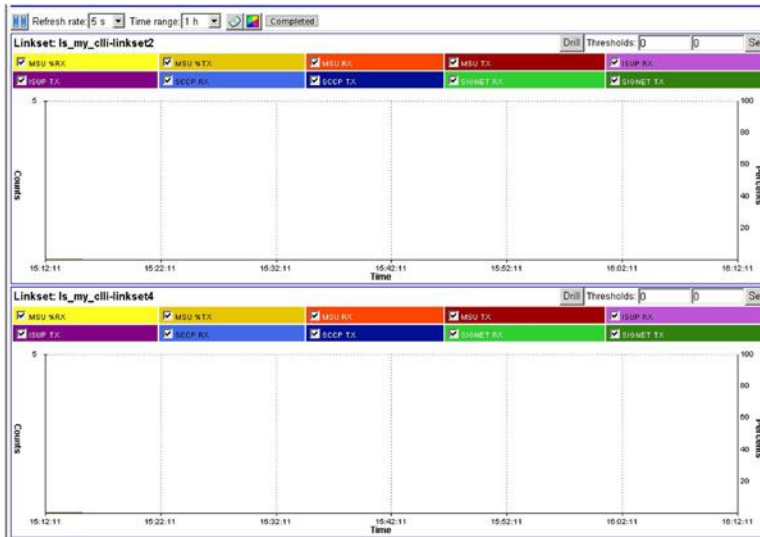 Refresh rate: 5 s Time range: 1 h Completed
Linkset: ls_my_clli-linkset2 Drill Thresholds: 0 0 Se
MSU %RX MSU %TX MSU RX MSU TX ISUP RX
ISUP TX SCCP RX SCCP TX SIGNET RX SIGNET TX
5 100
80
60
40
20
Counts
Percents
15:12:11 15:22:11 15:32:11 15:42:11 15:52:11 16:02:11 16:12:11
Time
Linkset: ls_my_clli-linkset4 Drill Thresholds: 0 0 Se
MSU %RX MSU %TX MSU RX MSU TX ISUP RX
ISUP TX SCCP RX SCCP TX SIGNET RX SIGNET TX
5 100
80
60
40
20
Counts
Percents
15:12:11 15:22:11 15:32:11 15:42:11 15:52:11 16:02:11 16:12:11
Time